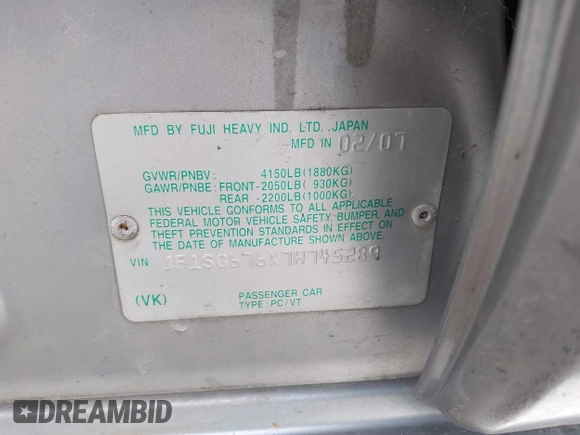 MFD BY FUJI HEAVY IND. LTD. JAPAN
MFD IN 02/07
GVWR/PNBV: 4150LB(1880KG)
GAWR/PNBE: FRONT-2050LB( 930KG)
REAR -2200LB(1000KG)
THIS VEHICLE CONFORMS TO ALL APPLICABLE
FEDERAL MOTOR VEHICLE SAFETY, BUMPER, AND
THEFT PREVENTION STANDARDS IN EFFECT ON
THE DATE OF MANUFACTURE SHOWN ABOVE.
VIN JF1SG676X7H745289
(VK) PASSENGER CAR
TYPE PC/VT
DREAMBID